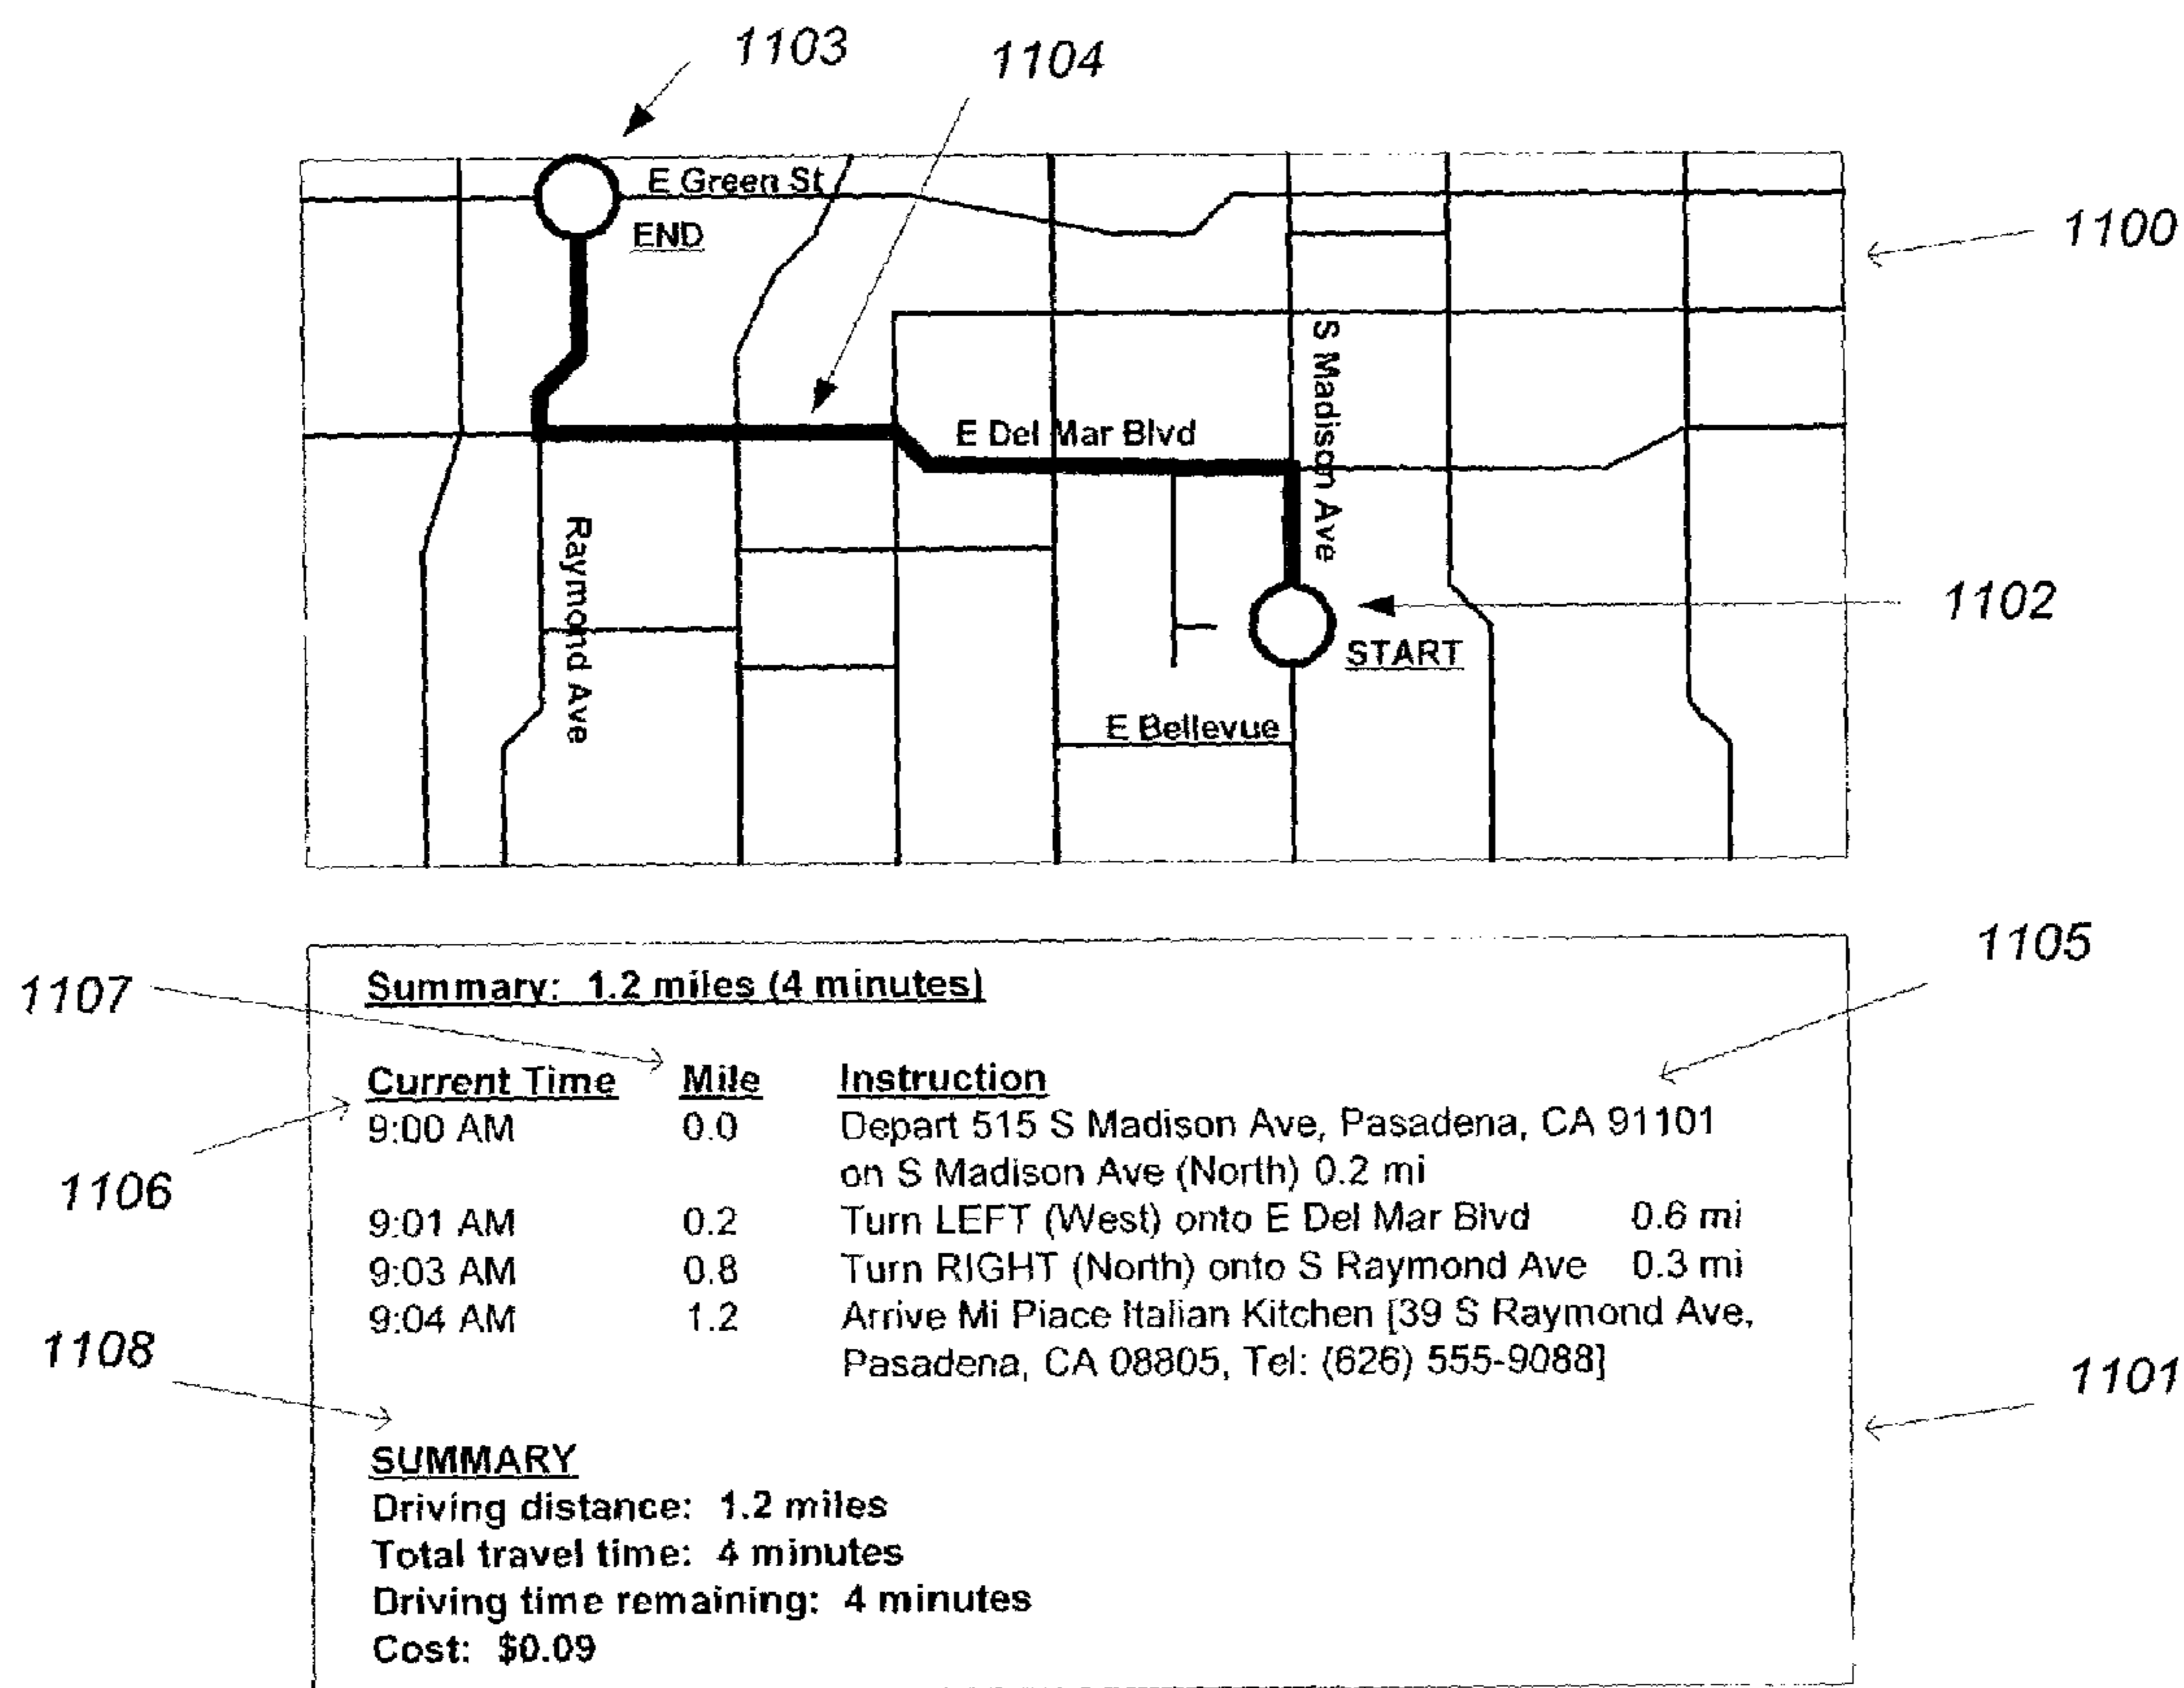 1103
1104
E Green St
END
1100
S Madison Ave
E Del Mar Blvd
Raymond Ave
1102
START
E Bellevue
1105
1107
Summary: 1.2 miles (4 minutes)
Current Time Mile Instruction
9:00 AM 0.0 Depart 515 S Madison Ave, Pasadena, CA 91101
on S Madison Ave (North) 0.2 mi
1106
9:01 AM 0.2 Turn LEFT (West) onto E Del Mar Blvd 0.6 mi
9:03 AM 0.8 Turn RIGHT (North) onto S Raymond Ave 0.3 mi
9:04 AM 1.2 Arrive Mi Piace Italian Kitchen [39 S Raymond Ave,
Pasadena, CA 08805, Tel: (626) 555-9088]
1108
1101
SUMMARY
Driving distance: 1.2 miles
Total travel time: 4 minutes
Driving time remaining: 4 minutes
Cost: $0.09